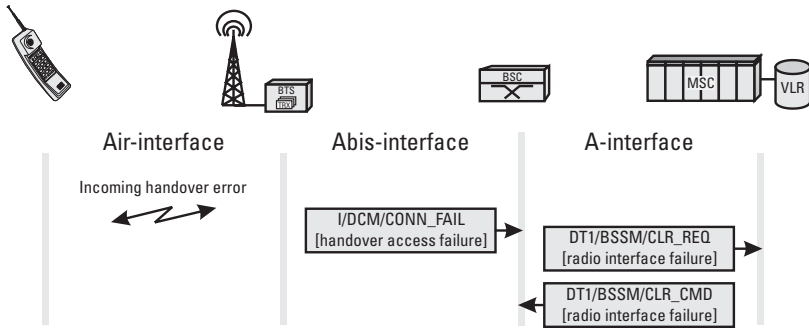 BTS
TRX
BSC
MSC
VLR
Air-interface
Abis-interface
A-interface
Incoming handover error
I/DCM/CONN_FAIL
[handover access failure]
DT1/BSSM/CLR_REQ
[radio interface failure]
DT1/BSSM/CLR_CMD
[radio interface failure]